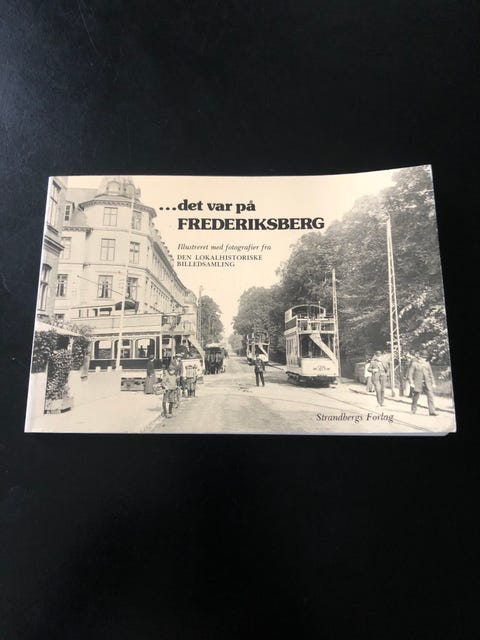 ...det var på
FREDERIKSBERG
Illustreret med fotografier fra
DEN LOKALHISTORISKE
BILLEDSAMLING
Strandbergs Forlag